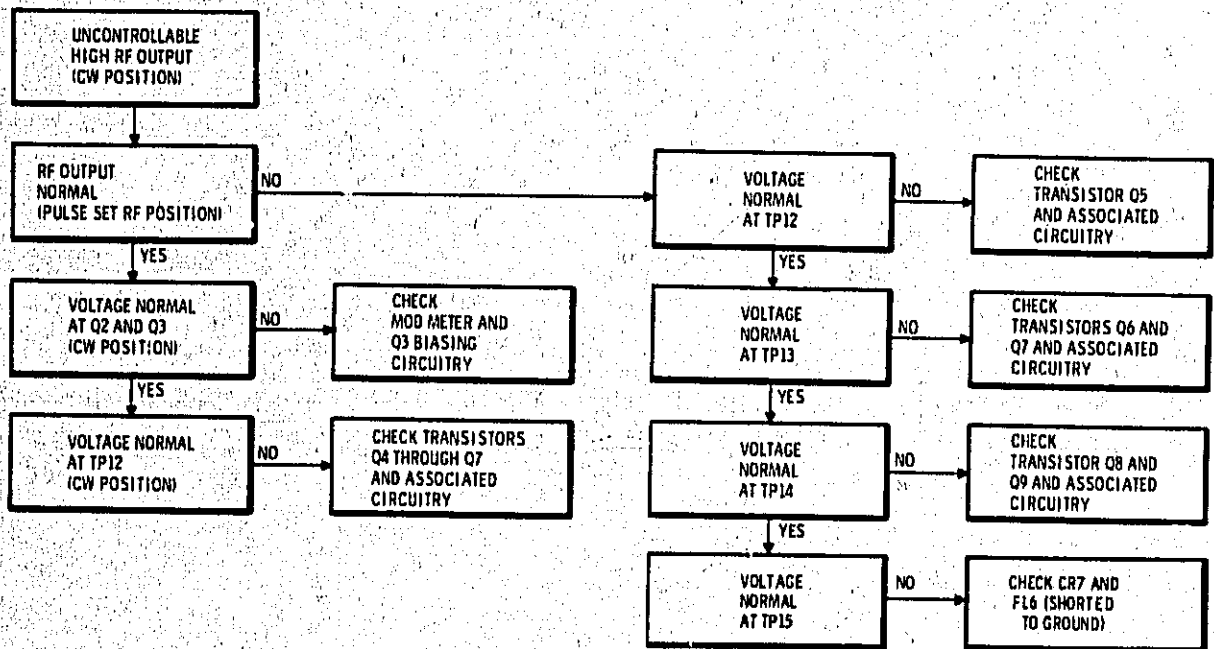 UNCONTROLLABLE
HIGH RF OUTPUT
(CW POSITION)
RF OUTPUT
NORMAL
(PULSE SET RF POSITION)
NO
VOLTAGE
NORMAL
AT TP12
NO
CHECK
TRANSISTOR Q5
AND ASSOCIATED
CIRCUITRY
YES
YES
VOLTAGE NORMAL
AT Q2 AND Q3
(CW POSITION)
NO
CHECK
MOD METER AND
Q3 BIASING
CIRCUITRY
VOLTAGE
NORMAL
AT TP13
NO
CHECK
TRANSISTORS Q6 AND
Q7 AND ASSOCIATED
CIRCUITRY
YES
YES
VOLTAGE NORMAL
AT TP12
(CW POSITION)
NO
CHECK TRANSISTORS
Q4 THROUGH Q7
AND ASSOCIATED
CIRCUITRY
VOLTAGE
NORMAL
AT TP14
NO
CHECK
TRANSISTOR Q8 AND
Q9 AND ASSOCIATED
CIRCUITRY
YES
VOLTAGE
NORMAL
AT TP15
NO
CHECK CR7 AND
FL6 (SHORTED
TO GROUND)